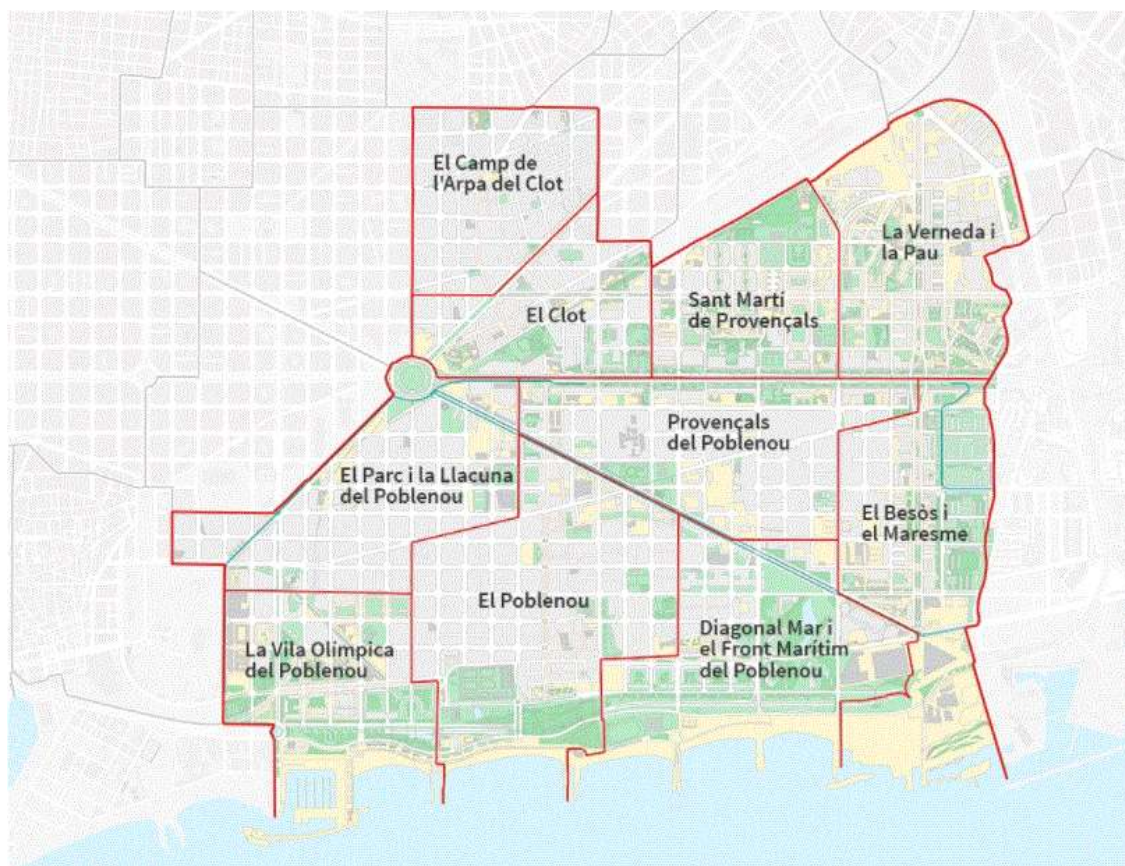 El Camp de
l'Arpa del Clot
La Verneda i
la Pau
El Clot
Sant Martí
de Provençals
Provençals
del Poblenou
El Parc i la Llacuna
del Poblenou
El Besòs i
el Maresme
El Poblenou
La Vila Olímpica
del Poblenou
Diagonal Mar i
el Front Marítim
del Poblenou